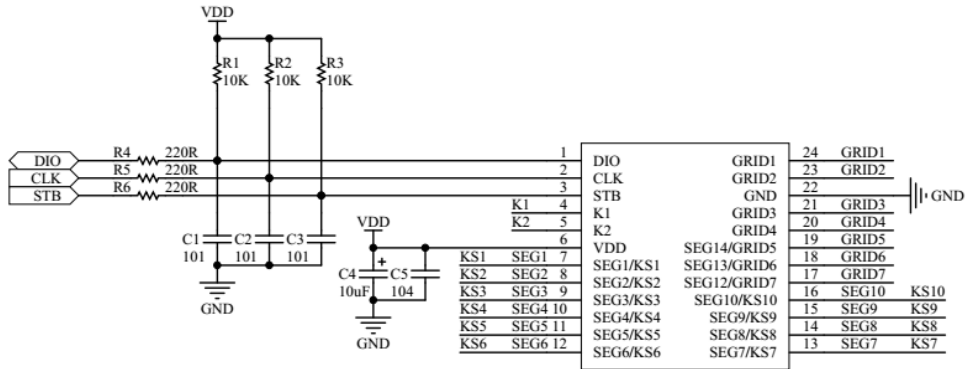 VDD
R1 R2 R3
10K 10K 10K
DIO R4 220R 1 DIO GRID1 24 GRID1
CLK R5 220R 2 CLK GRID2 23 GRID2
STB R6 220R 3 STB GND 22 GND
K1 4 K1 GRID3 21 GRID3
K2 5 K2 GRID4 20 GRID4
VDD 6 VDD SEG14/GRID5 19 GRID5
C1 C2 C3
101 101 101
GND
KS1 SEG1 7 SEG1/KS1 SEG13/GRID6 18 GRID6
C4 + C5 KS2 SEG2 8 SEG2/KS2 SEG12/GRID7 17 GRID7
10uF 104 KS3 SEG3 9 SEG3/KS3 SEG10/KS10 16 SEG10 KS10
KS4 SEG4 10 SEG4/KS4 SEG9/KS9 15 SEG9 KS9
GND KS5 SEG5 11 SEG5/KS5 SEG8/KS8 14 SEG8 KS8
KS6 SEG6 12 SEG6/KS6 SEG7/KS7 13 SEG7 KS7